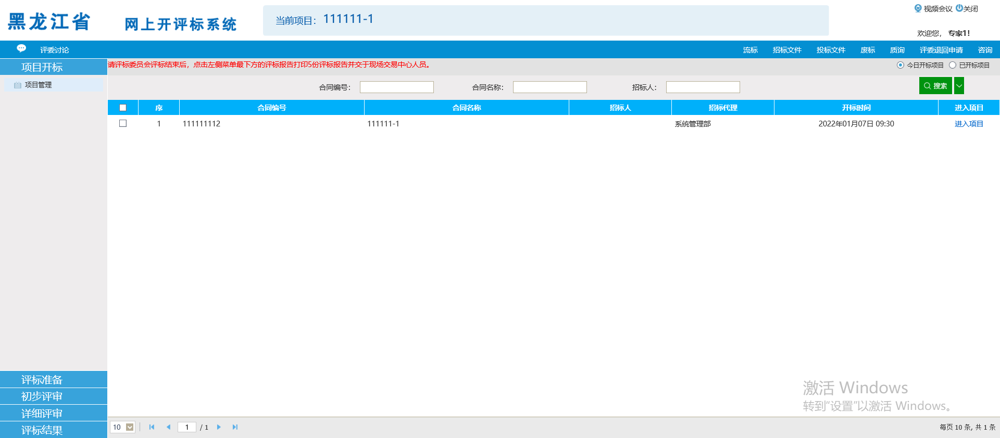 黑龙江省 网上开评标系统 当前项目： 111111-1 视频会议 关闭
欢迎您， 专家1！
评委讨论 流标 招标文件 投标文件 废标 质询 评委退回申请 咨询
项目开标
请评标委员会评标结束后，点击左侧菜单最下方的评标报告打印5份评标报告并交于现场交易中心人员。 今日开标项目 已开标项目
项目管理
合同编号： 合同名称： 招标人： 搜索
序 合同编号 合同名称 招标人 招标代理 开标时间 进入项目
1 111111112 111111-1 系统管理部 2022年01月07日 09:30 进入项目
评标准备
初步评审
详细评审
评标结果
激活 Windows
转到“设置”以激活 Windows。
10 1 / 1 每页 10 条, 共 1 条